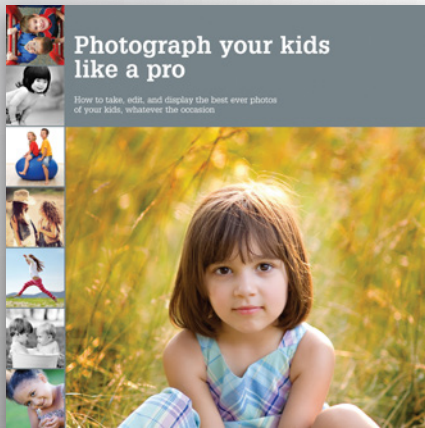 Photograph your kids
like a pro
How to take, edit, and display the best ever photos
of your kids, whatever the occasion